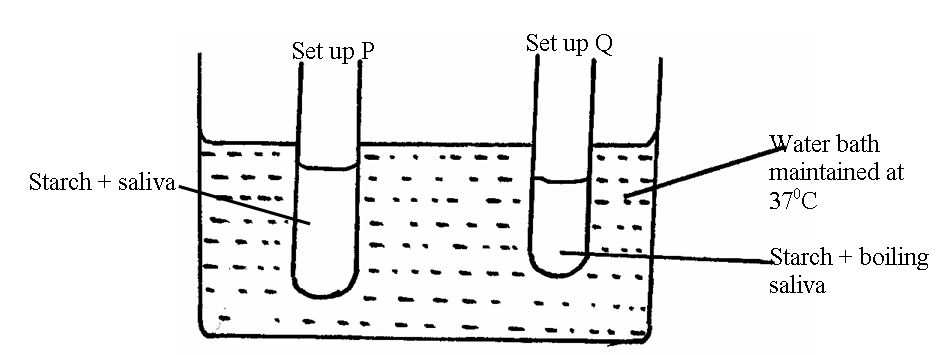 Set up P
Set up Q
Starch + saliva
Water bath
maintained at
37⁰C
Starch + boiling
saliva